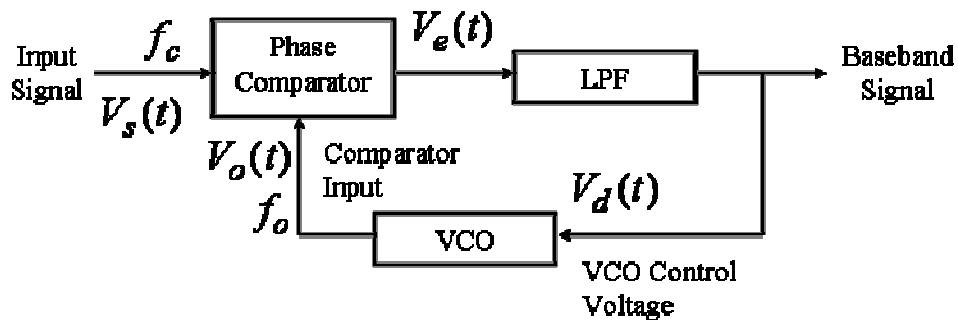 Input
Signal
f_c
V_s(t)
Phase
Comparator
V_e(t)
LPF
Baseband
Signal
V_o(t)
f_o
Comparator
Input
V_d(t)
VCO
VCO Control
Voltage